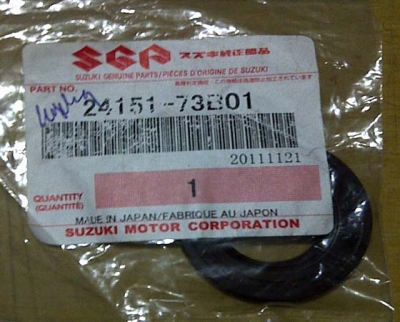 SGP スズキ純正部品
SUZUKI GENUINE PARTS/PIÈCES D'ORIGINE DE SUZUKI
PART NO.
24151-73B01
20111121
QUANTITY 1
(QUANTITÉ)
MADE IN JAPAN/FABRIQUE AU JAPON
SUZUKI MOTOR CORPORATION